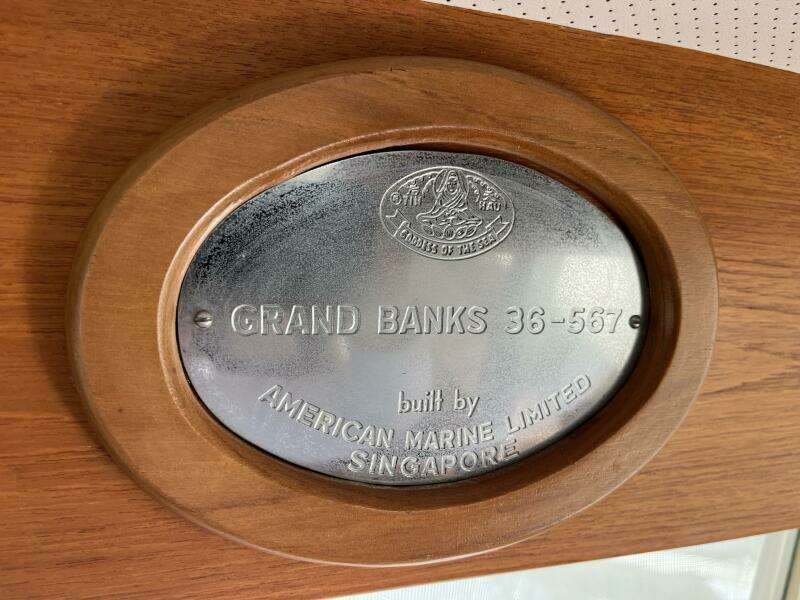 TIN HAU
GODDESS OF THE SEA
GRAND BANKS 36-567
built by
AMERICAN MARINE LIMITED
SINGAPORE